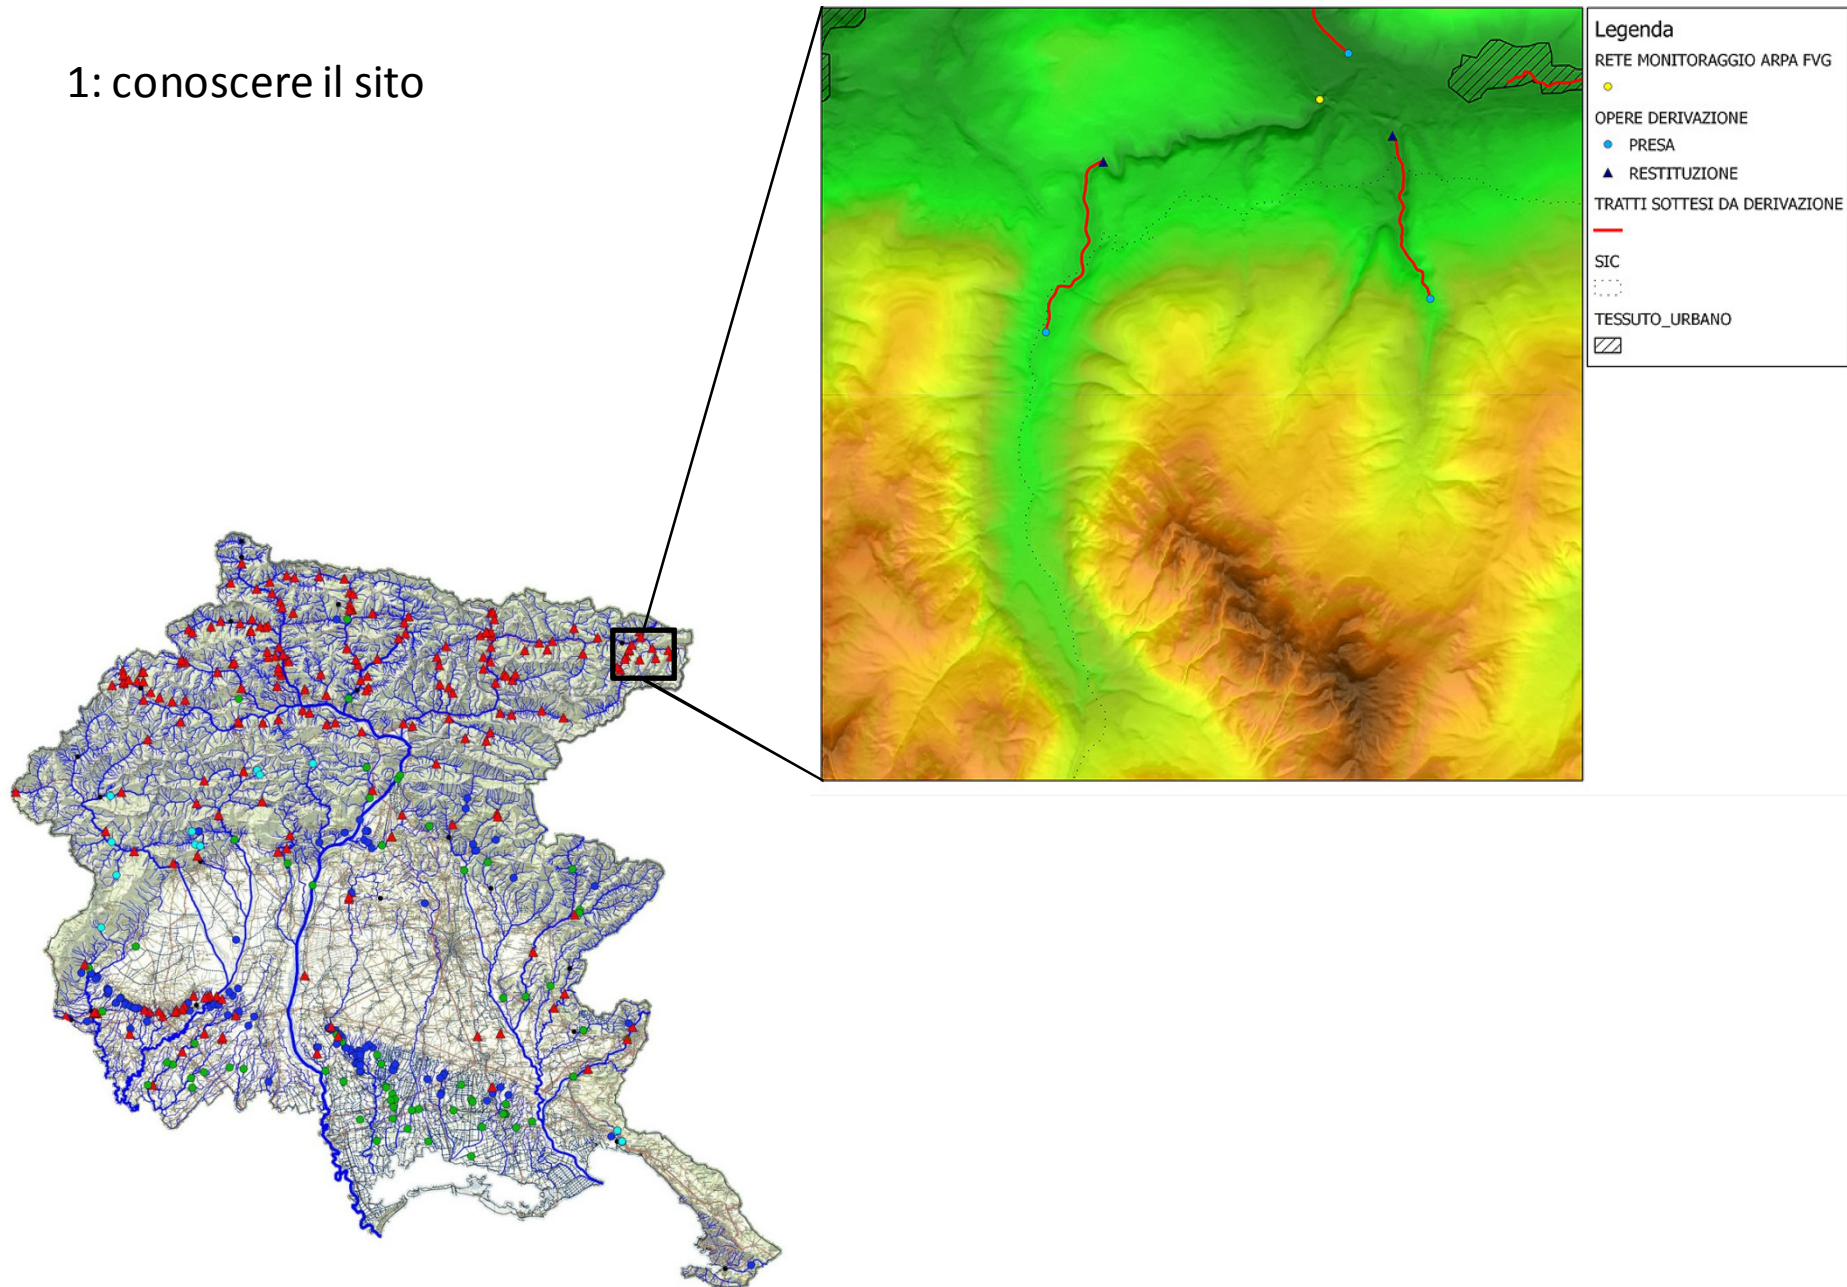 1: conoscere il sito
Legenda
RETE MONITORAGGIO ARPA FVG
OPERE DERIVAZIONE
PRESA
RESTITUZIONE
TRATTI SOTTESI DA DERIVAZIONE
SIC
TESSUTO_URBANO